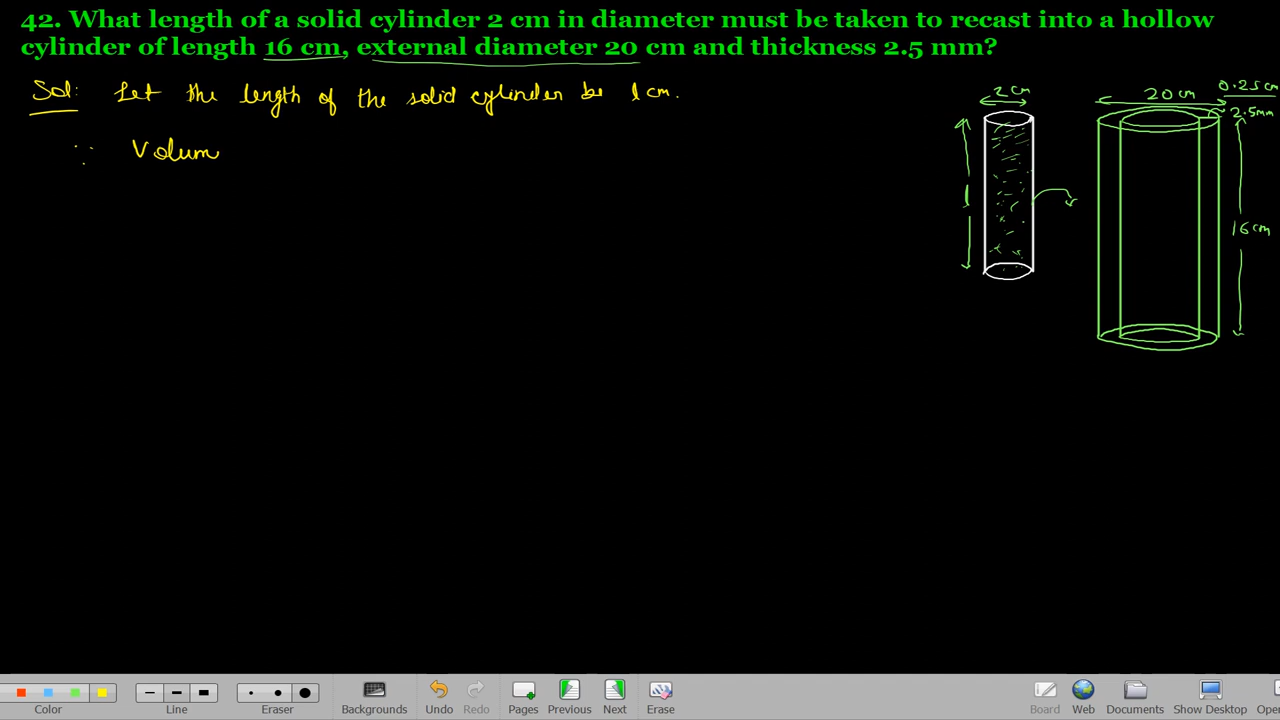 42. What length of a solid cylinder 2 cm in diameter must be taken to recast into a hollow
cylinder of length 16 cm, external diameter 20 cm and thickness 2.5 mm?
Sol: Let the length of the solid cylinder be l cm.
∵ Volum
2 cm
l
20 cm
0.25 cm
2.5mm
16 cm
Color
Line
Eraser
Backgrounds
Undo
Redo
Pages
Previous
Next
Erase
Board
Web
Documents
Show Desktop
Open